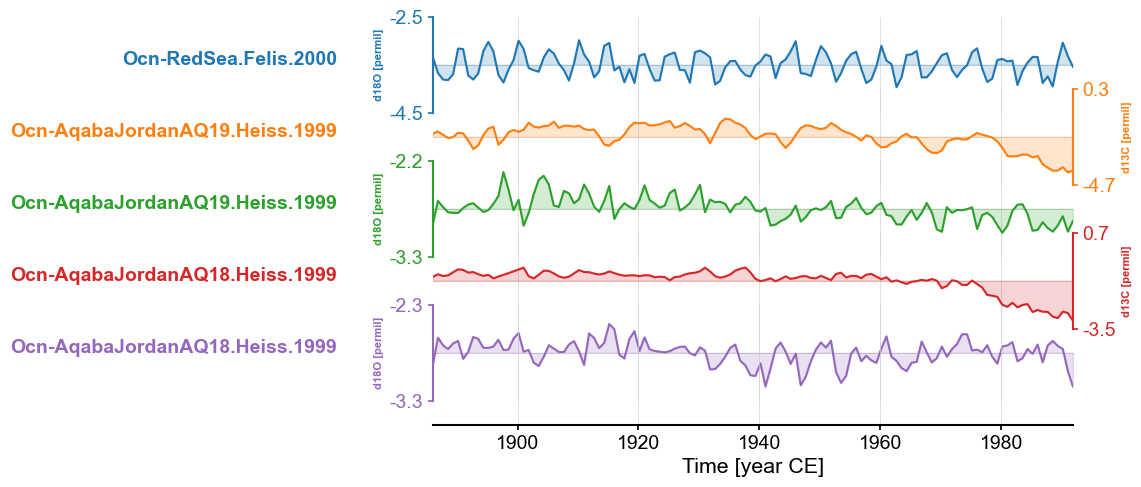 -2.5
Ocn-RedSea.Felis.2000
d18O [permil]
-4.5
0.3
Ocn-AqabaJordanAQ19.Heiss.1999
d13C [permil]
-4.7
-2.2
Ocn-AqabaJordanAQ19.Heiss.1999
d18O [permil]
-3.3
0.7
Ocn-AqabaJordanAQ18.Heiss.1999
d13C [permil]
-3.5
-2.3
Ocn-AqabaJordanAQ18.Heiss.1999
d18O [permil]
-3.3
1900 1920 1940 1960 1980
Time [year CE]